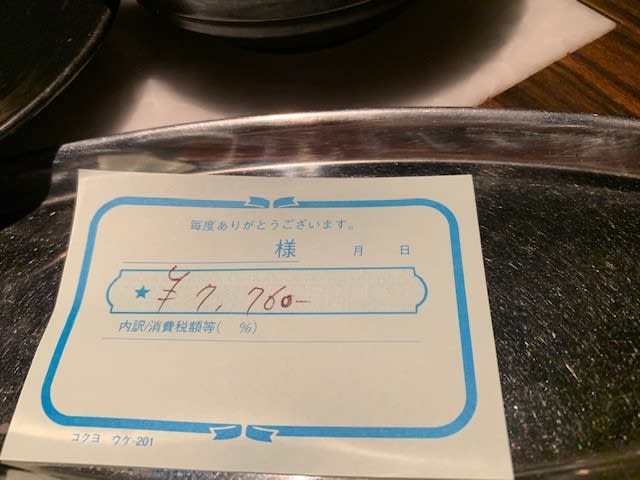 毎度ありがとうございます。
様 月 日
★ ¥7,760-
内訳/消費税額等( %)
コクヨ ウケ-201